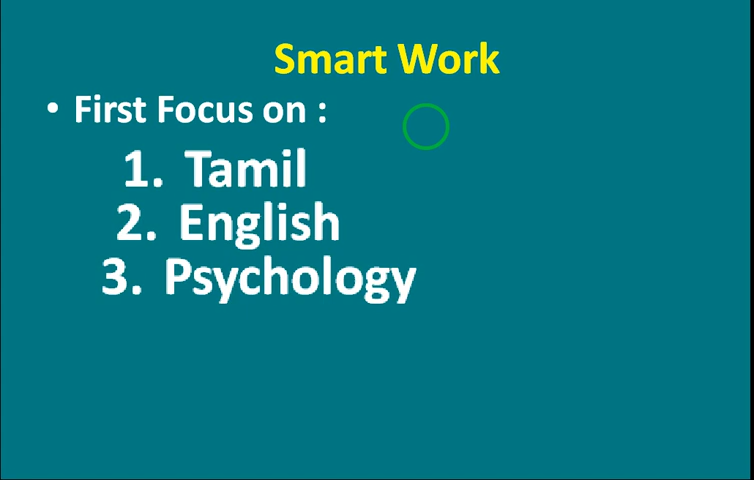 Smart Work
• First Focus on :
1. Tamil
2. English
3. Psychology